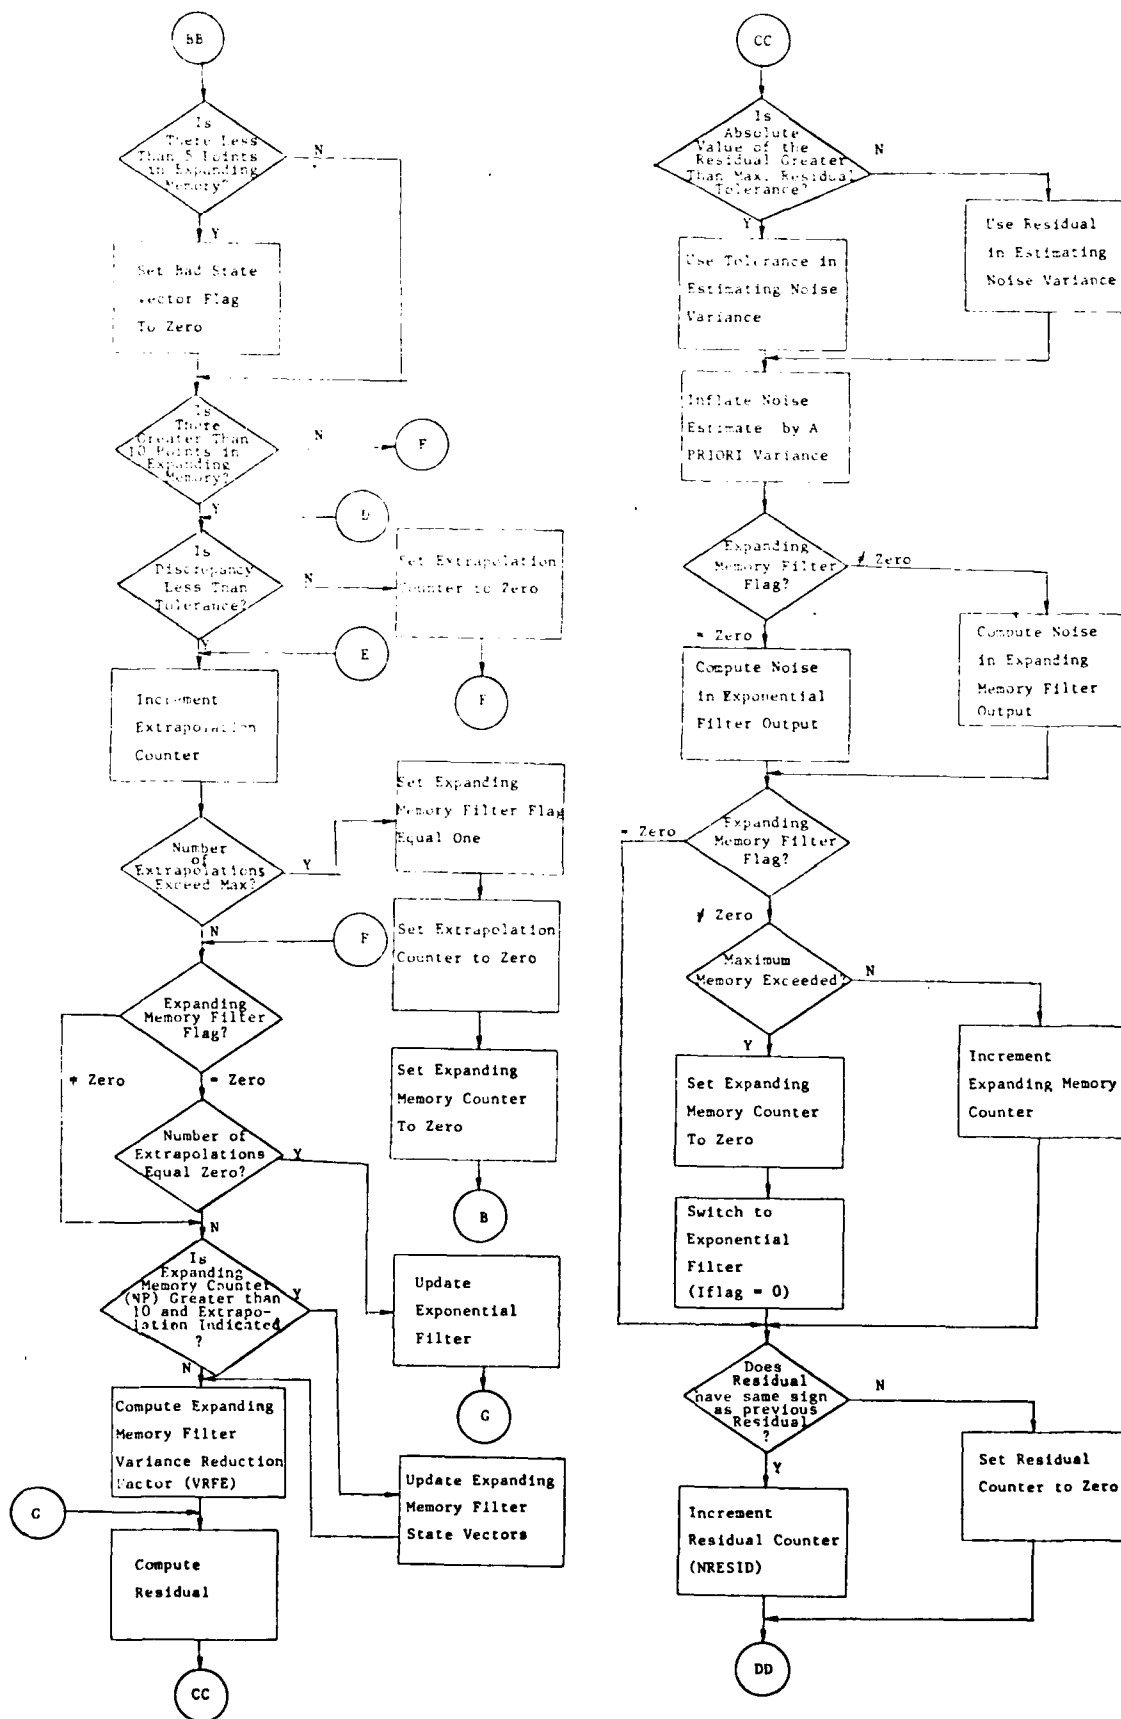 BB
Is
There Less
Than 5 Points
in Expanding
Memory?
N
Y
Set Bad State
Vector Flag
To Zero
Is
There
Greater Than
10 Points in
Expanding
Memory?
N
F
Y
D
Is
Discrepancy
Less Than
Tolerance?
N
Set Extrapolation
Counter to Zero
Y
E
F
Increment
Extrapolation
Counter
Set Expanding
Memory Filter Flag
Equal One
Number
of
Extrapolations
Exceed Max?
Y
N
F
Set Extrapolation
Counter to Zero
Expanding
Memory Filter
Flag?
≠ Zero
= Zero
Set Expanding
Memory Counter
To Zero
Number of
Extrapolations
Equal Zero?
Y
B
N
Is
Expanding
Memory Counter
(NP) Greater than
10 and Extrapo-
lation Indicated
?
Y
N
Update
Exponential
Filter
G
Compute Expanding
Memory Filter
Variance Reduction
Factor (VRFE)
Update Expanding
Memory Filter
State Vectors
G
Compute
Residual
CC
CC
Is
Absolute
Value of the
Residual Greater
Than Max. Residual
Tolerance?
N
Y
Use Residual
in Estimating
Noise Variance
Use Tolerance in
Estimating Noise
Variance
Inflate Noise
Estimate by A
PRIORI Variance
Expanding
Memory Filter
Flag?
≠ Zero
= Zero
Compute Noise
in Expanding
Memory Filter
Output
Compute Noise
in Exponential
Filter Output
Expanding
Memory Filter
Flag?
= Zero
≠ Zero
Maximum
Memory Exceeded?
N
Y
Increment
Expanding Memory
Counter
Set Expanding
Memory Counter
To Zero
Switch to
Exponential
Filter
(Iflag = 0)
Does
Residual
have same sign
as previous
Residual
?
N
Y
Set Residual
Counter to Zero
Increment
Residual Counter
(NRESID)
DD